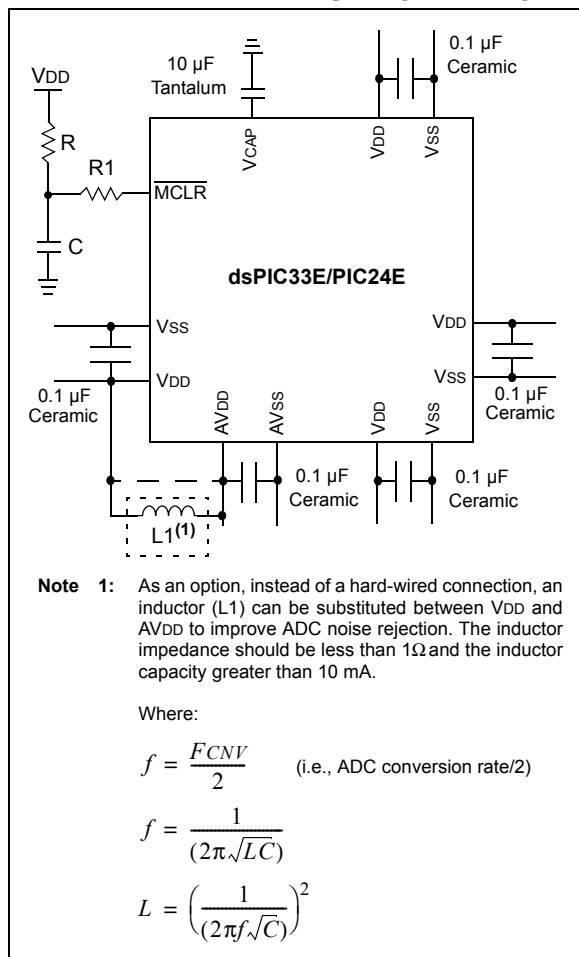 0.1 µF
Ceramic
10 µF
Tantalum
VDD
R
R1
C
VCAP
VDD
VSS
MCLR
dsPIC33E/PIC24E
VSS
VDD
VDD
VSS
0.1 µF
Ceramic
0.1 µF
Ceramic
AVDD
AVSS
VDD
VSS
0.1 µF
Ceramic
0.1 µF
Ceramic
L1(1)
Note 1: As an option, instead of a hard-wired connection, an
inductor (L1) can be substituted between VDD and
AVDD to improve ADC noise rejection. The inductor
impedance should be less than 1Ω and the inductor
capacity greater than 10 mA.
Where:
f = FCNV / 2 (i.e., ADC conversion rate/2)
f = 1 / (2π√LC)
L = (1 / (2πf√C))²